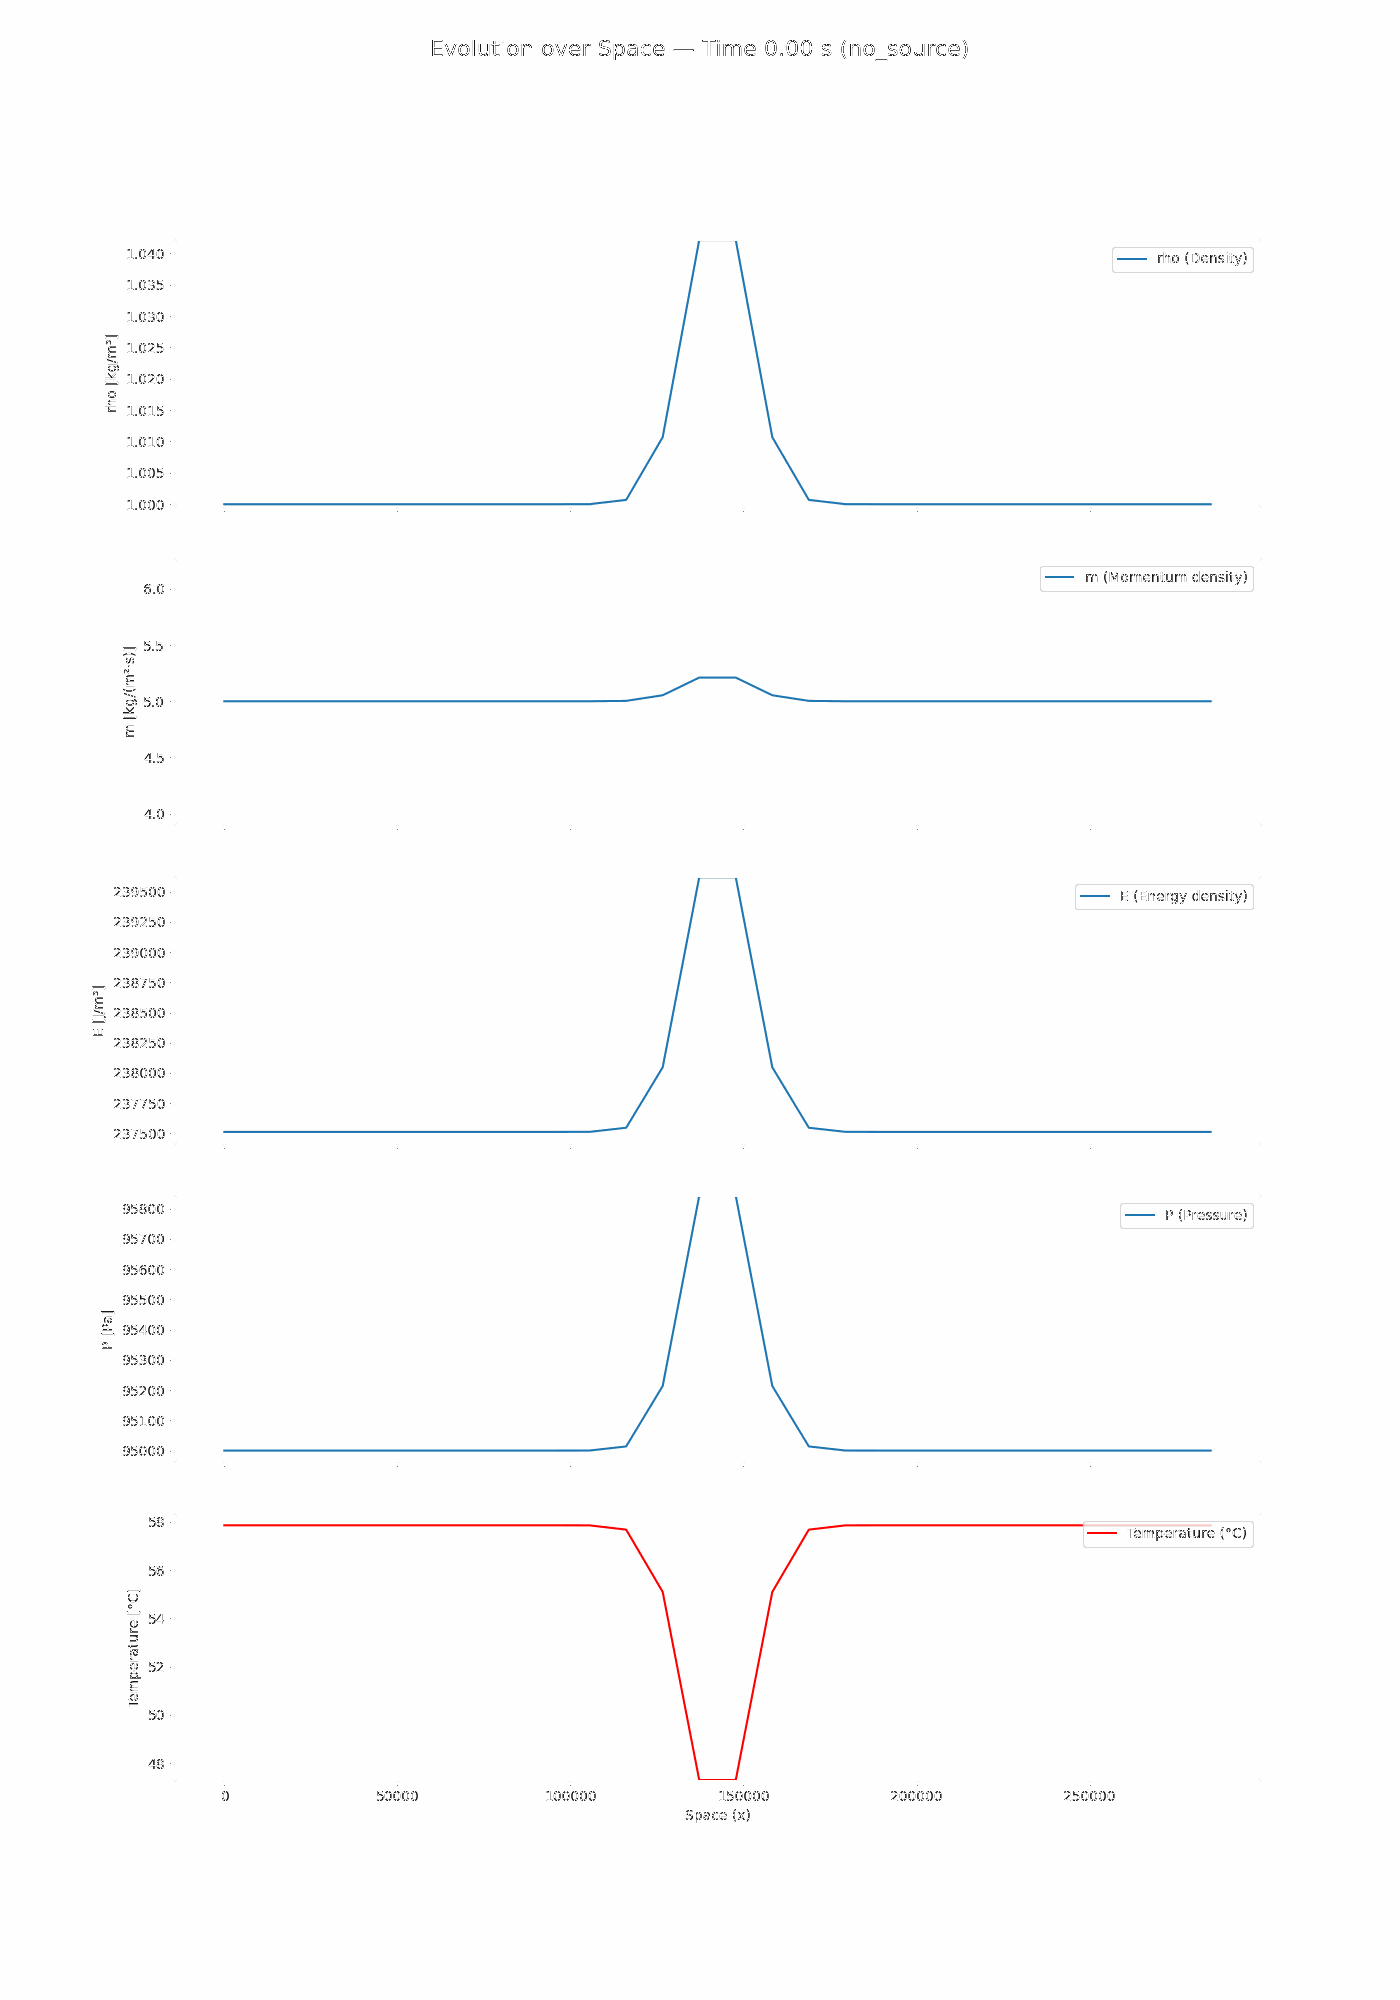 Evolution over Space — Time 0.00 s (no_source)
rho (Density)
rho [kg/m³]
1.040
1.035
1.030
1.025
1.020
1.015
1.010
1.005
1.000
m (Momentum density)
m [kg/(m²·s)]
6.0
5.5
5.0
4.5
4.0
E (Energy density)
E [J/m³]
239500
239250
239000
238750
238500
238250
238000
237750
237500
P (Pressure)
P [Pa]
95800
95700
95600
95500
95400
95300
95200
95100
95000
Temperature (°C)
Temperature [°C]
58
56
54
52
50
48
0 50000 100000 150000 200000 250000
Space (x)